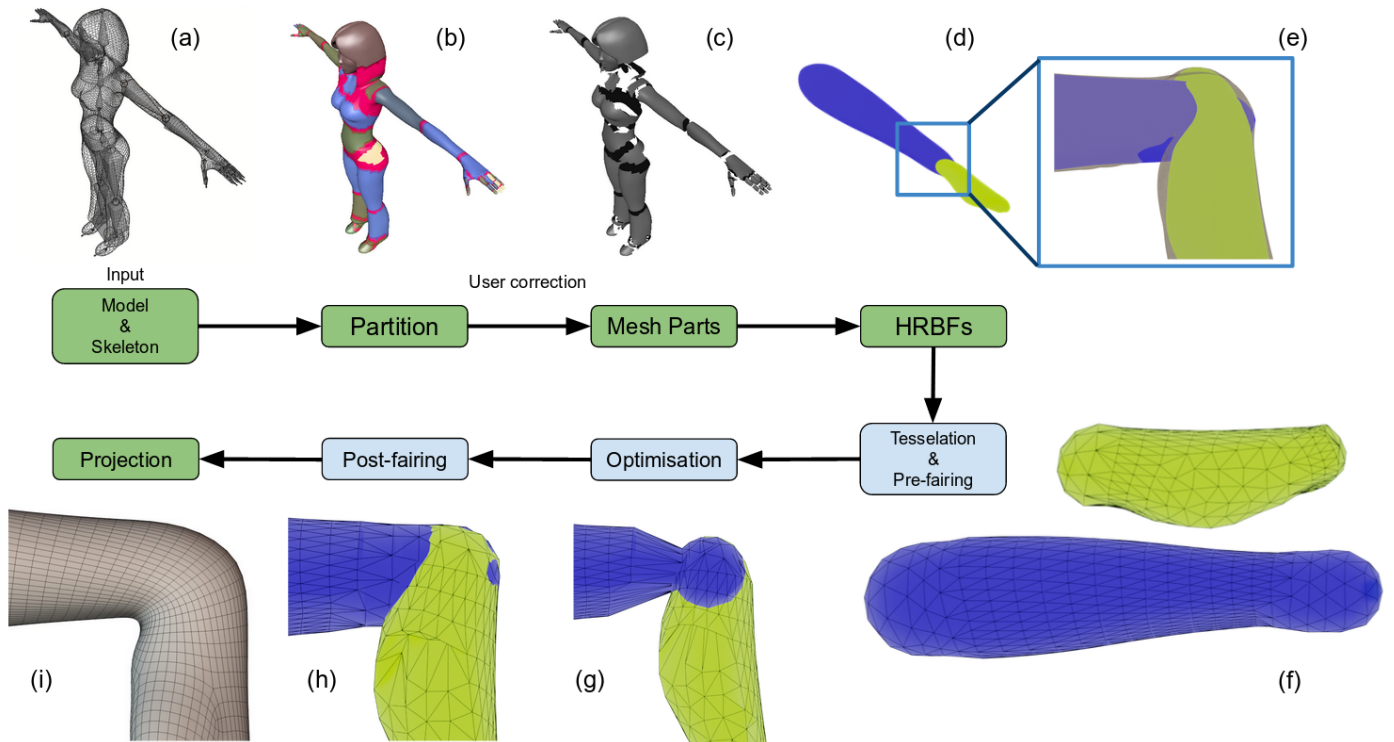 (a)
(b)
(c)
(d)
(e)
Input
User correction
Model
&
Skeleton
Partition
Mesh Parts
HRBFs
Projection
Post-fairing
Optimisation
Tesselation
&
Pre-fairing
(i)
(h)
(g)
(f)